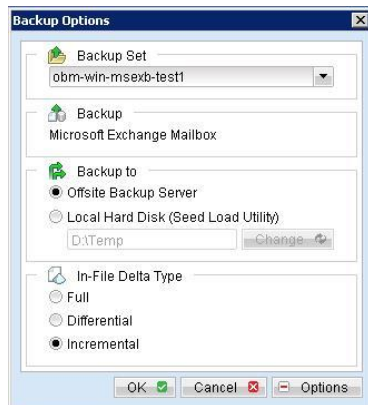 Backup Options
Backup Set
obm-win-msexb-test1
Backup
Microsoft Exchange Mailbox
Backup to
Offsite Backup Server
Local Hard Disk (Seed Load Utility)
D:\Temp
Change
In-File Delta Type
Full
Differential
Incremental
OK Cancel Options